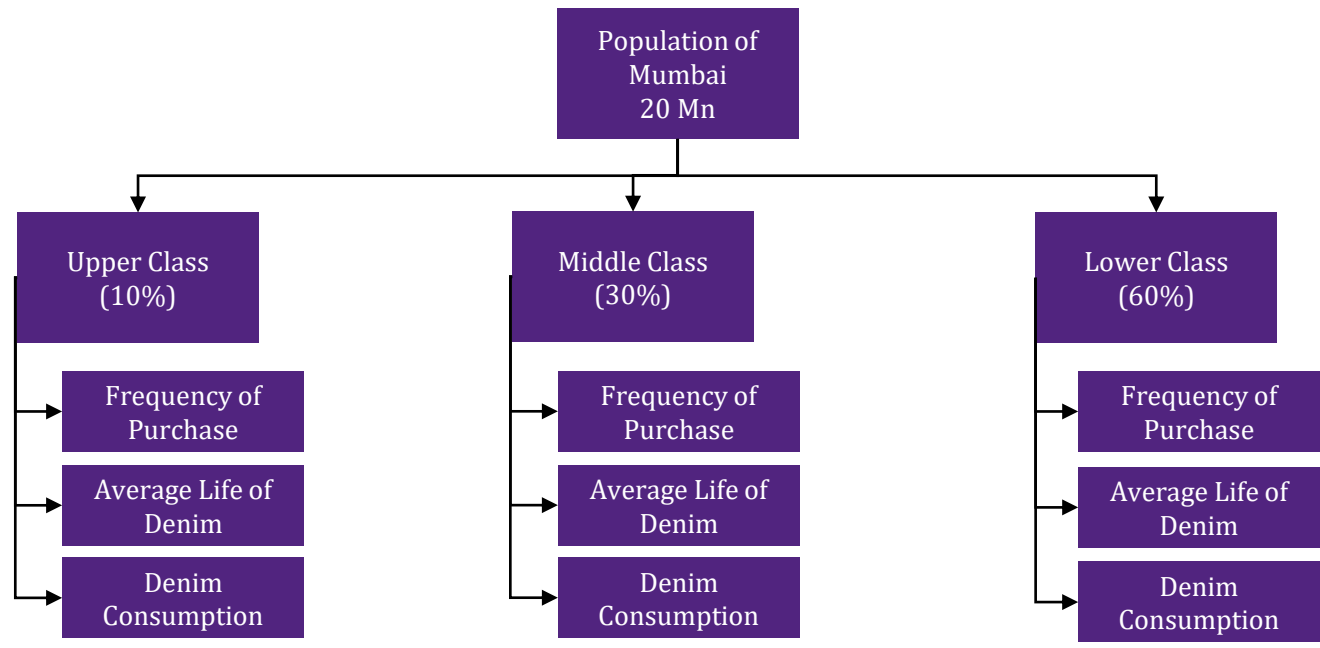 Population of
Mumbai
20 Mn
Upper Class
(10%)
Middle Class
(30%)
Lower Class
(60%)
Frequency of
Purchase
Average Life of
Denim
Denim
Consumption
Frequency of
Purchase
Average Life of
Denim
Denim
Consumption
Frequency of
Purchase
Average Life of
Denim
Denim
Consumption